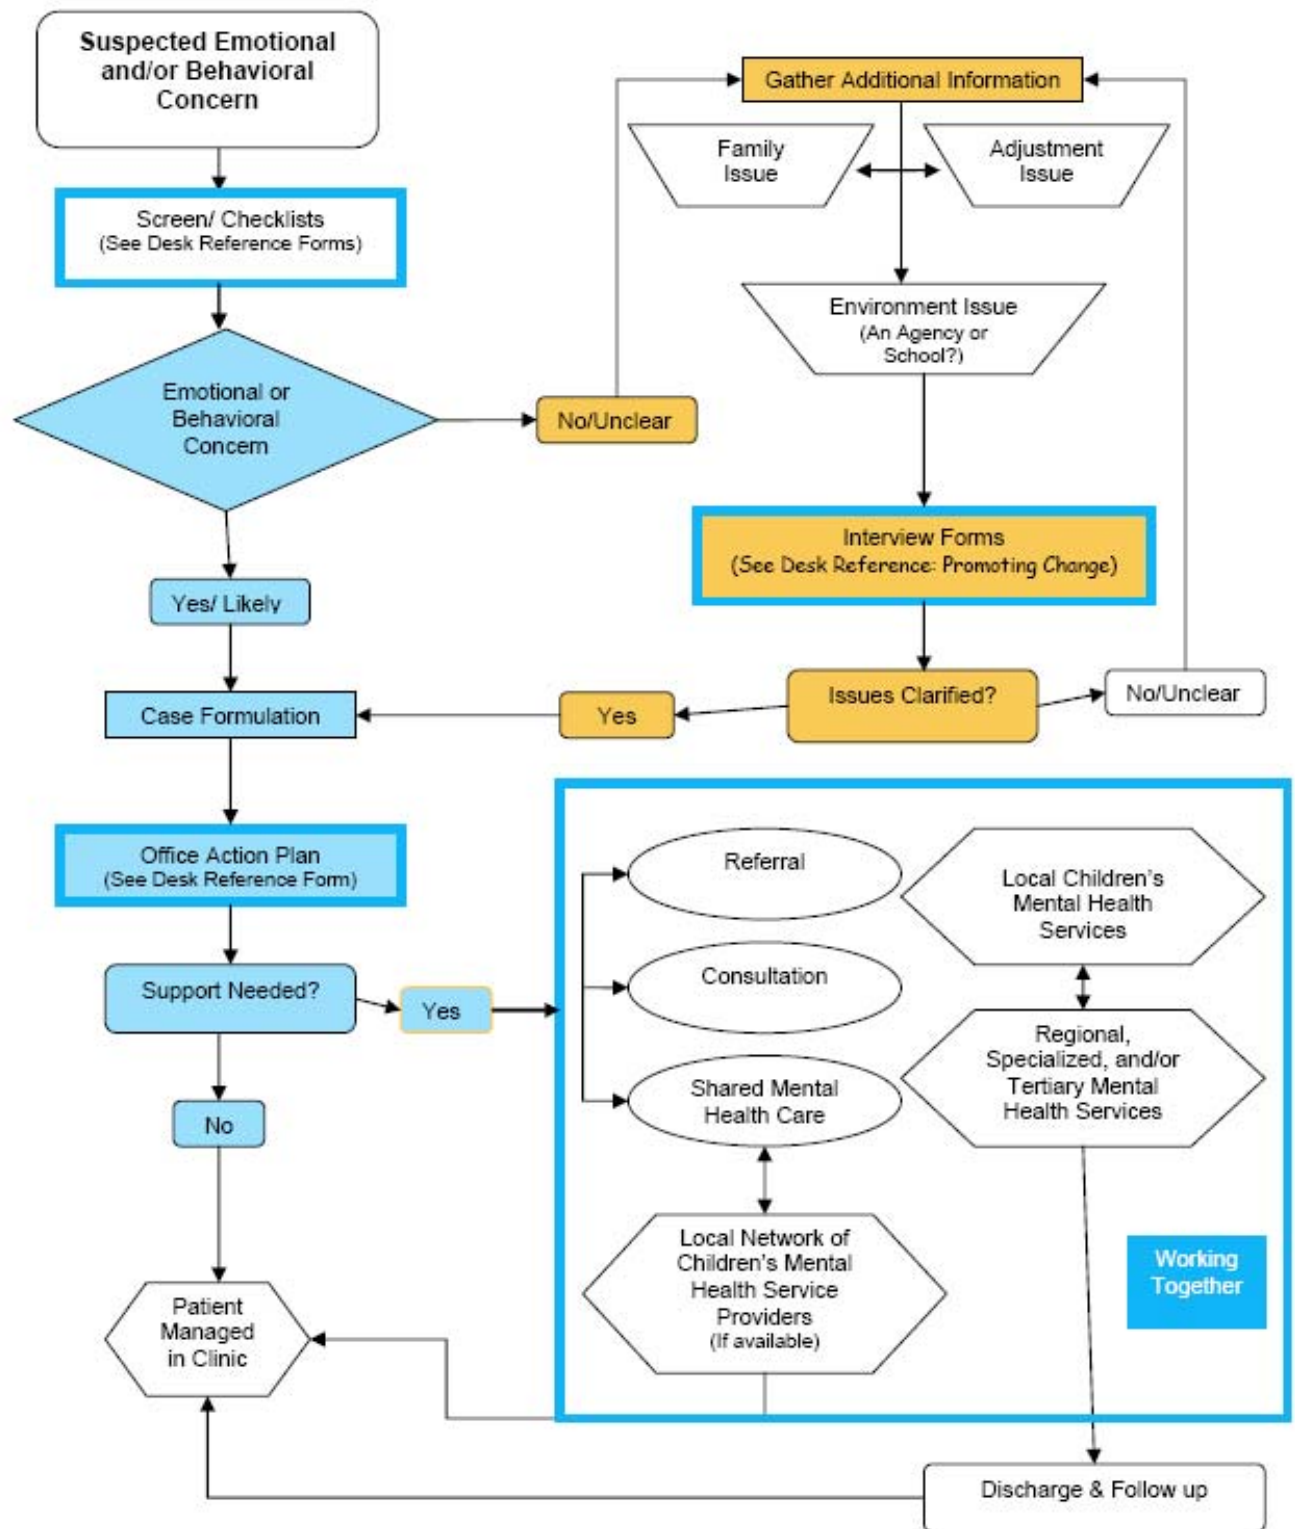 Suspected Emotional
and/or Behavioral
Concern
Screen/ Checklists
(See Desk Reference Forms)
Emotional or
Behavioral
Concern
No/Unclear
Gather Additional Information
Family
Issue
Adjustment
Issue
Environment Issue
(An Agency or
School?)
Interview Forms
(See Desk Reference: Promoting Change)
Issues Clarified?
No/Unclear
Yes
Yes/ Likely
Case Formulation
Office Action Plan
(See Desk Reference Form)
Support Needed?
Yes
No
Patient
Managed
in Clinic
Referral
Consultation
Shared Mental
Health Care
Local Network of
Children's Mental
Health Service
Providers
(If available)
Local Children's
Mental Health
Services
Regional,
Specialized, and/or
Tertiary Mental
Health Services
Working
Together
Discharge & Follow up